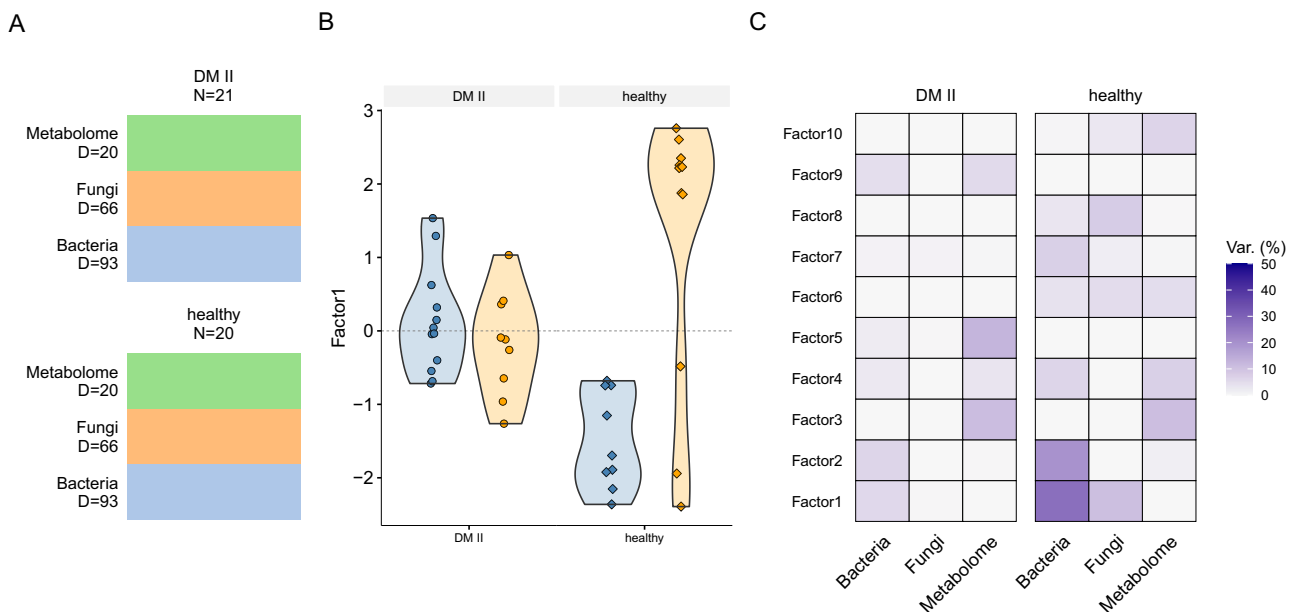 A
DM II
N=21
Metabolome
D=20
Fungi
D=66
Bacteria
D=93
healthy
N=20
Metabolome
D=20
Fungi
D=66
Bacteria
D=93
B
DM II
healthy
Factor1
3
2
1
0
−1
−2
DM II
healthy
C
DM II
healthy
Factor10
Factor9
Factor8
Factor7
Factor6
Factor5
Factor4
Factor3
Factor2
Factor1
Bacteria
Fungi
Metabolome
Bacteria
Fungi
Metabolome
Var. (%)
50
40
30
20
10
0